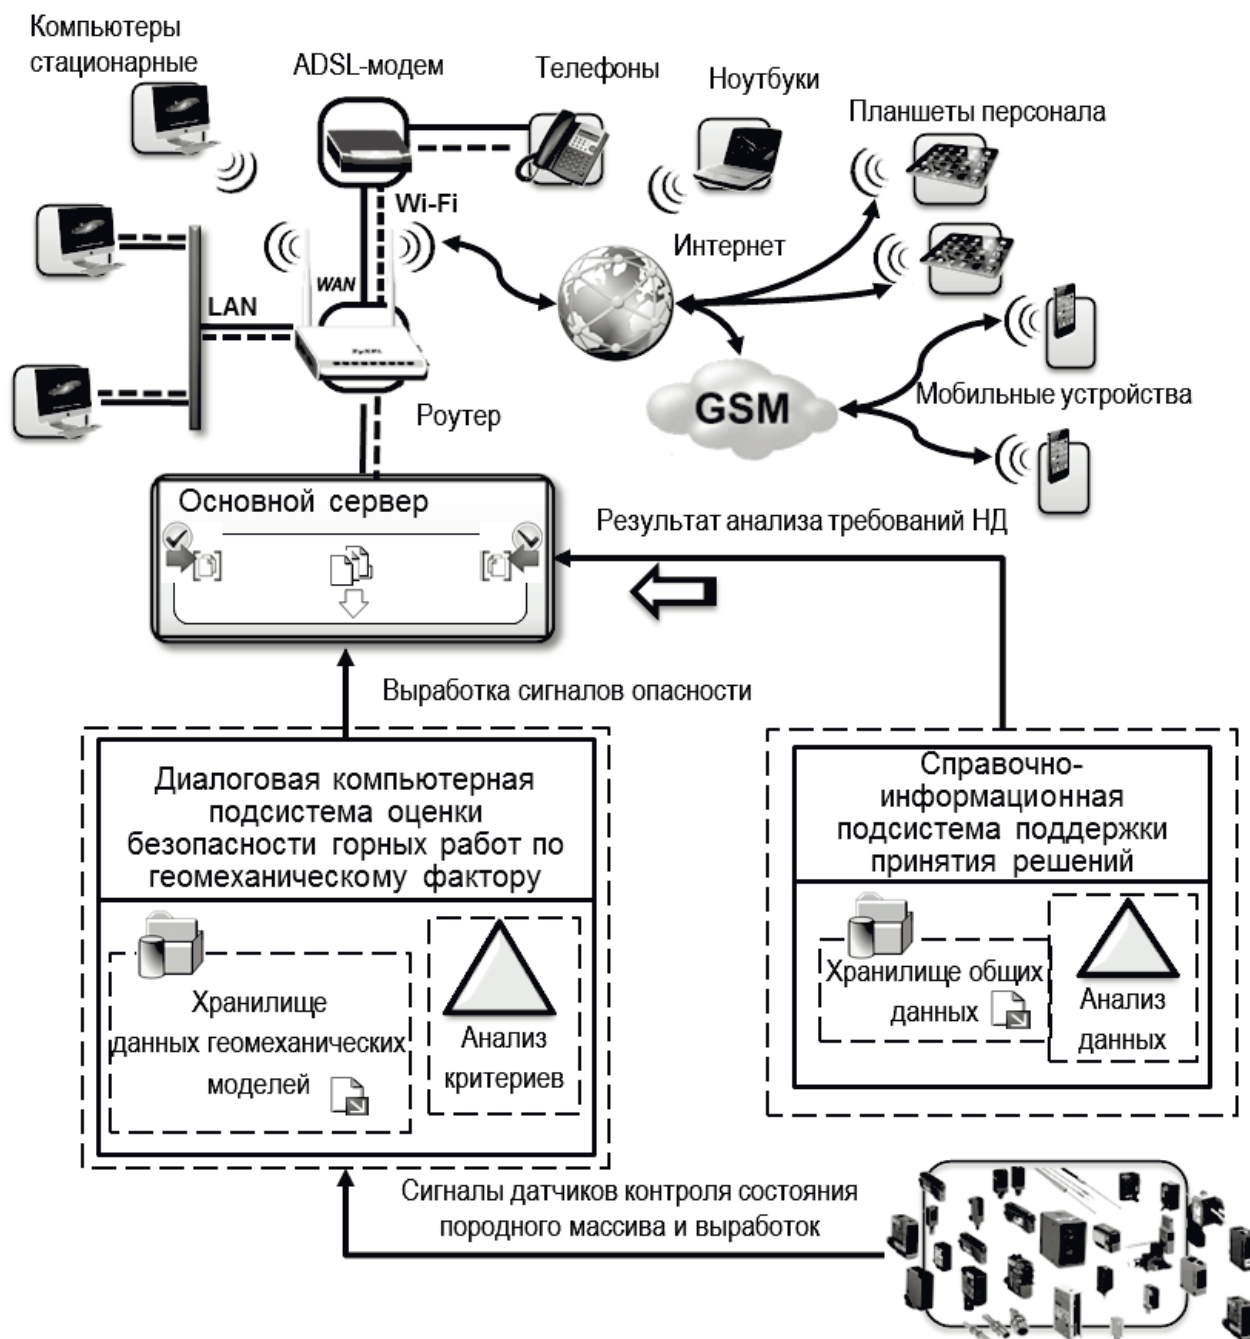 Компьютеры
стационарные
ADSL-модем
Телефоны
Ноутбуки
Планшеты персонала
Wi-Fi
Интернет
WAN
LAN
ZyXEL
Роутер
GSM
Мобильные устройства
Основной сервер
Результат анализа требований НД
Выработка сигналов опасности
Диалоговая компьютерная
подсистема оценки
безопасности горных работ по
геомеханическому фактору
Справочно-
информационная
подсистема поддержки
принятия решений
Хранилище
данных геомеханических
моделей
Анализ
критериев
Хранилище общих
данных
Анализ
данных
Сигналы датчиков контроля состояния
породного массива и выработок